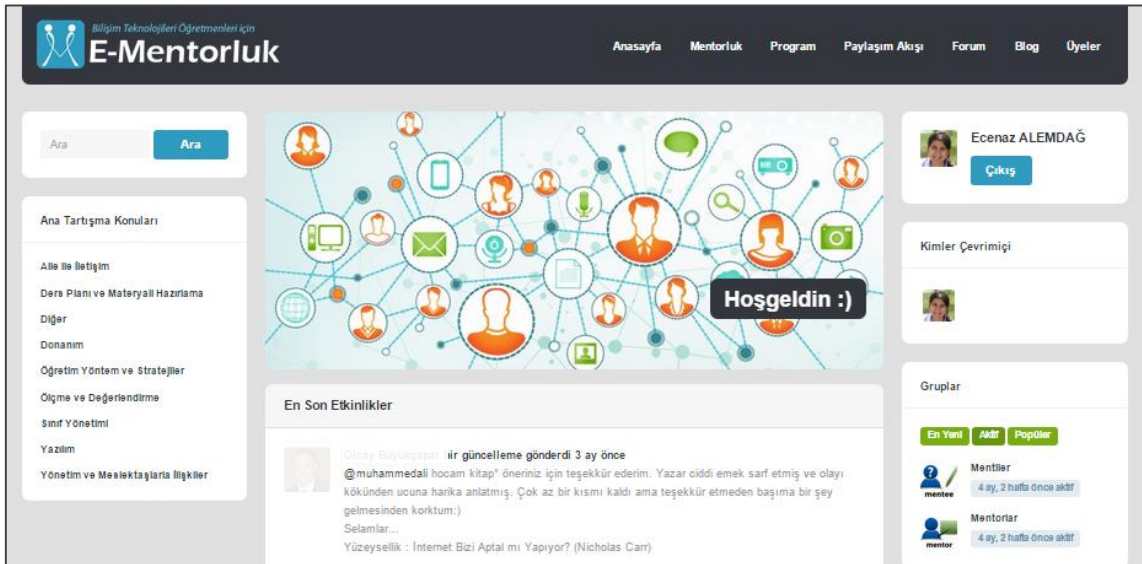 Bilişim Teknolojileri Öğretmenleri için
E-Mentorluk
Anasayfa Mentorluk Program Paylaşım Akışı Forum Blog Üyeler
Ara Ara
Ana Tartışma Konuları
Aile ile İletişim
Ders Planı ve Materyali Hazırlama
Diğer
Donanım
Öğretim Yöntem ve Stratejiler
Ölçme ve Değerlendirme
Sınıf Yönetimi
Yazılım
Yönetim ve Meslektaşlarla İlişkiler
Hoşgeldin :)
En Son Etkinlikler
Olcay Büyükçapar bir güncelleme gönderdi 3 ay önce
@muhammedali hocam kitap* öneriniz için teşekkür ederim. Yazar ciddi emek sarf etmiş ve olayı
kökünden ucuna harika anlatmış. Çok az bir kısmı kaldı ama teşekkür etmeden başıma bir şey
gelmesinden korktum:)
Selamlar...
Yüzeysellik : İnternet Bizi Aptal mı Yapıyor? (Nicholas Carr)
Ecenaz ALEMDAĞ
Çıkış
Kimler Çevrimiçi
Gruplar
En Yeni Aktif Popüler
mentee
Mentiler
4 ay, 2 hafta önce aktif
mentor
Mentorlar
4 ay, 2 hafta önce aktif